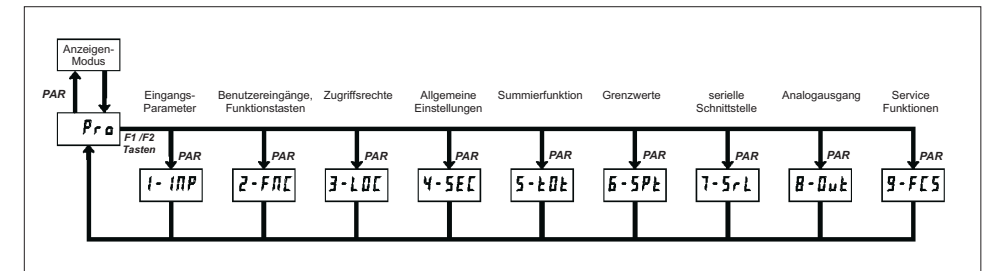 Anzeigen-
Modus
PAR
Eingangs-
Parameter
Benutzereingänge,
Funktionstasten
Zugriffsrechte
Allgemeine
Einstellungen
Summierfunktion
Grenzwerte
serielle
Schnittstelle
Analogausgang
Service
Funktionen
Pro
F1 /F2
Tasten
PAR
PAR
PAR
PAR
PAR
PAR
PAR
PAR
PAR
1-INP
2-FNC
3-LOC
4-SEC
5-tOt
6-SPt
7-SrL
8-Out
9-FCS